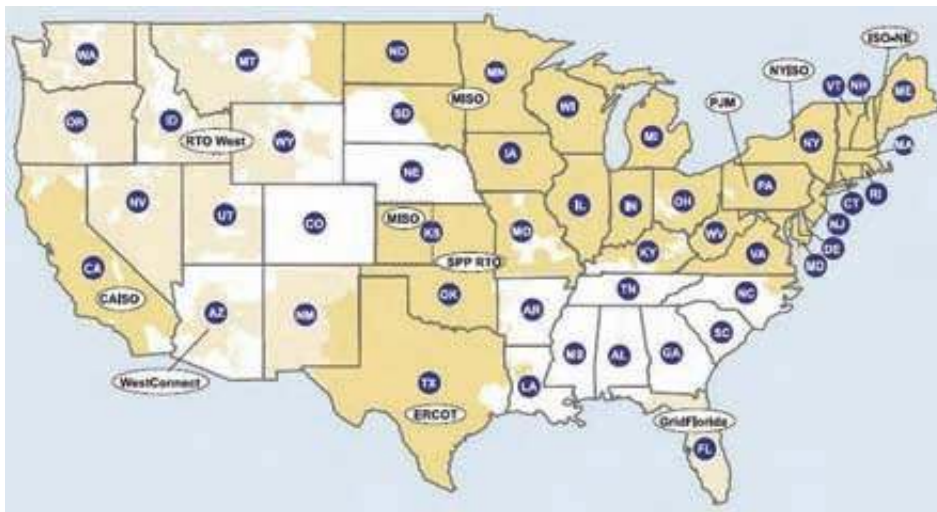 ISO-NE
WA
MT
ND
MN
VT
NH
ME
NYISO
OR
ID
SD
MISO
WI
PJM
MI
NY
MA
RTO West
WY
IA
NE
PA
NV
UT
CO
MISO
KS
MO
IL
IN
OH
WV
KY
VA
CT
RI
NJ
DE
MD
CA
CAISO
SPP RTO
AZ
NM
OK
AR
TN
NC
SC
WestConnect
TX
ERCOT
LA
MS
AL
GA
GridFlorida
FL